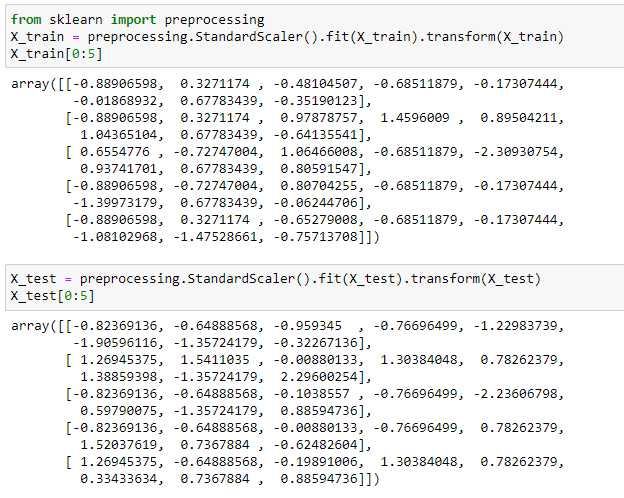 from sklearn import preprocessing
X_train = preprocessing.StandardScaler().fit(X_train).transform(X_train)
X_train[0:5]
array([[-0.88906598,  0.3271174 , -0.48104507, -0.68511879, -0.17307444,
        -0.01868932,  0.67783439, -0.35190123],
       [-0.88906598,  0.3271174 ,  0.97878757,  1.4596009 ,  0.89504211,
         1.04365104,  0.67783439, -0.64135541],
       [ 0.6554776 , -0.72747004,  1.06466008, -0.68511879, -2.30930754,
         0.93741701,  0.67783439,  0.80591547],
       [-0.88906598, -0.72747004,  0.80704255, -0.68511879, -0.17307444,
        -1.39973179,  0.67783439, -0.06244706],
       [-0.88906598,  0.3271174 , -0.65279008, -0.68511879, -0.17307444,
        -1.08102968, -1.47528661, -0.75713708]])
X_test = preprocessing.StandardScaler().fit(X_test).transform(X_test)
X_test[0:5]
array([[-0.82369136, -0.64888568, -0.959345  , -0.76696499, -1.22983739,
        -1.90596116, -1.35724179, -0.32267136],
       [ 1.26945375,  1.5411035 , -0.00880133,  1.30384048,  0.78262379,
         1.38859398, -1.35724179,  2.29600254],
       [-0.82369136, -0.64888568, -0.1038557 , -0.76696499, -2.23606798,
         0.59790075, -1.35724179,  0.88594736],
       [-0.82369136, -0.64888568, -0.00880133, -0.76696499,  0.78262379,
         1.52037619,  0.7367884 , -0.62482604],
       [ 1.26945375, -0.64888568, -0.19891006,  1.30384048,  0.78262379,
         0.33433634,  0.7367884 ,  0.88594736]])